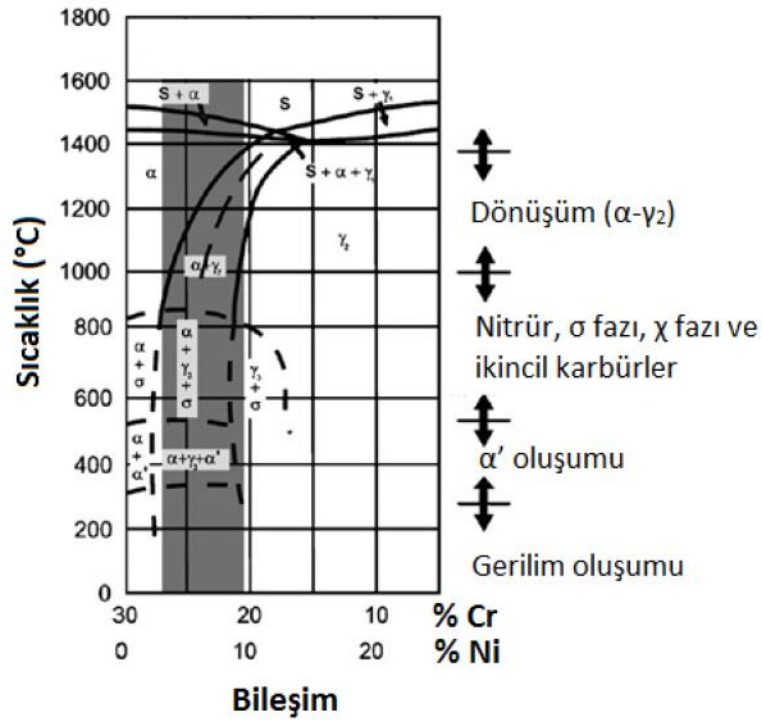 1800
1600
1400
1200
1000
800
600
400
200
0
Sıcaklık (°C)
S + α
S
S + γ₂
α
S + α + γ₂
γ₂
α+γ₂
α + σ
α + γ₂ + σ
γ₂ + σ
α + α'
α+γ₂+α'
Dönüşüm (α-γ₂)
Nitrür, σ fazı, χ fazı ve
ikincil karbürler
α' oluşumu
Gerilim oluşumu
30 20 10 % Cr
0 10 20 % Ni
Bileşim